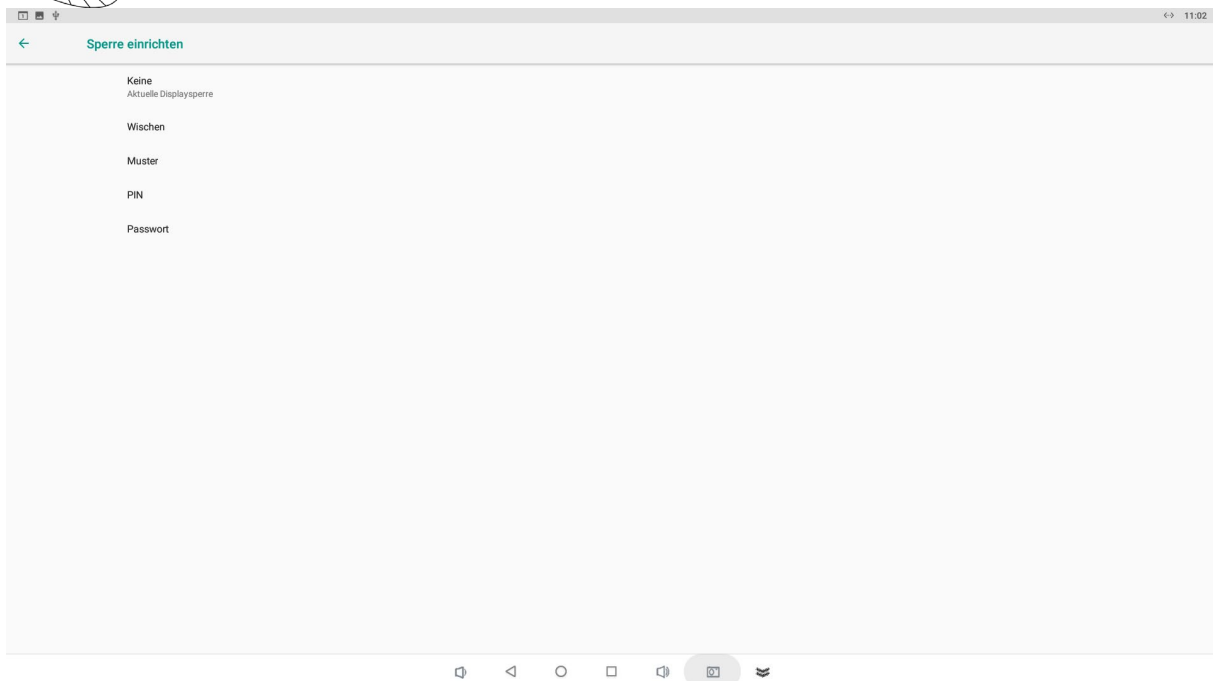 11:02
Sperre einrichten
Keine
Aktuelle Displaysperre
Wischen
Muster
PIN
Passwort